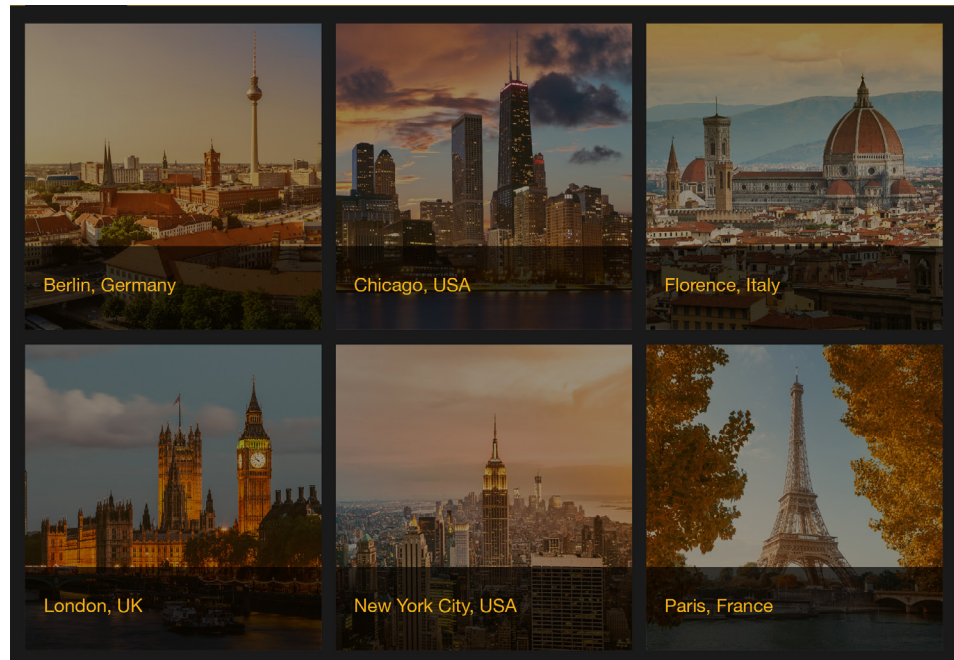 Berlin, Germany
Chicago, USA
Florence, Italy
London, UK
New York City, USA
Paris, France